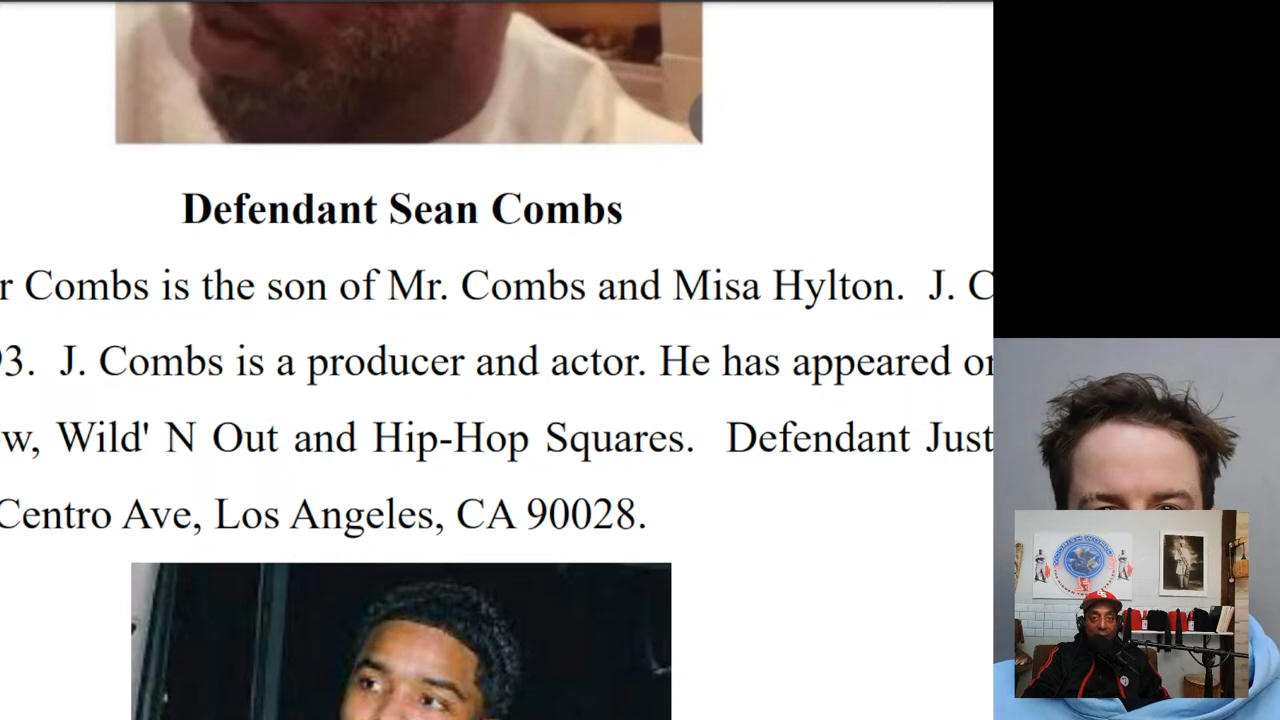 Defendant Sean Combs
r Combs is the son of Mr. Combs and Misa Hylton. J. C
93. J. Combs is a producer and actor. He has appeared or
w, Wild' N Out and Hip-Hop Squares. Defendant Just
Centro Ave, Los Angeles, CA 90028.